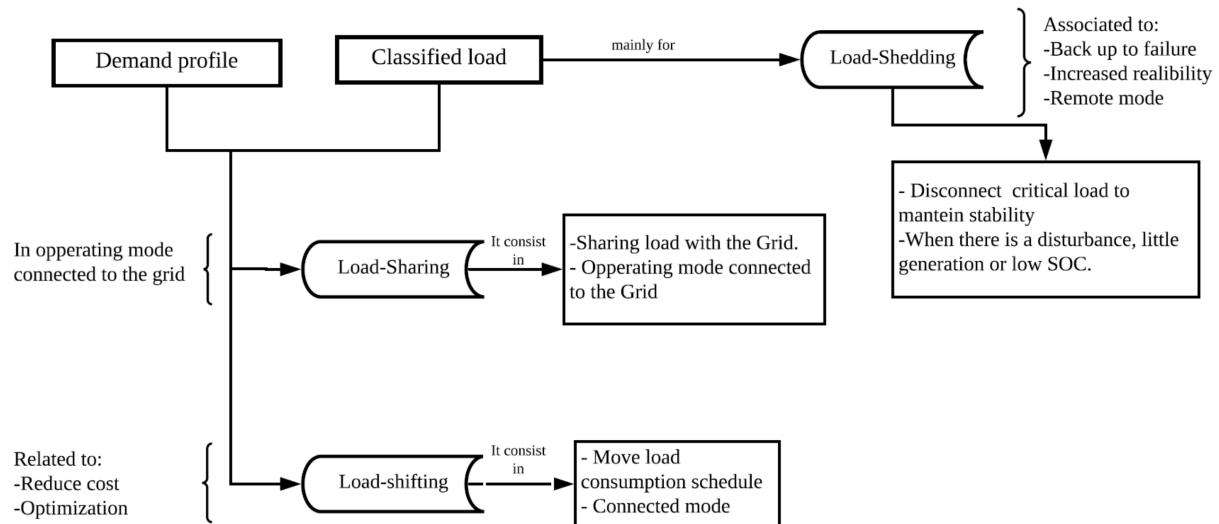 Demand profile
Classified load
mainly for
Load-Shedding
Associated to:
-Back up to failure
-Increased realibility
-Remote mode
- Disconnect critical load to
mantein stability
-When there is a disturbance, little
generation or low SOC.
In opperating mode
connected to the grid
Load-Sharing
It consist
in
-Sharing load with the Grid.
- Opperating mode connected
to the Grid
Related to:
-Reduce cost
-Optimization
Load-shifting
It consist
in
- Move load
consumption schedule
- Connected mode